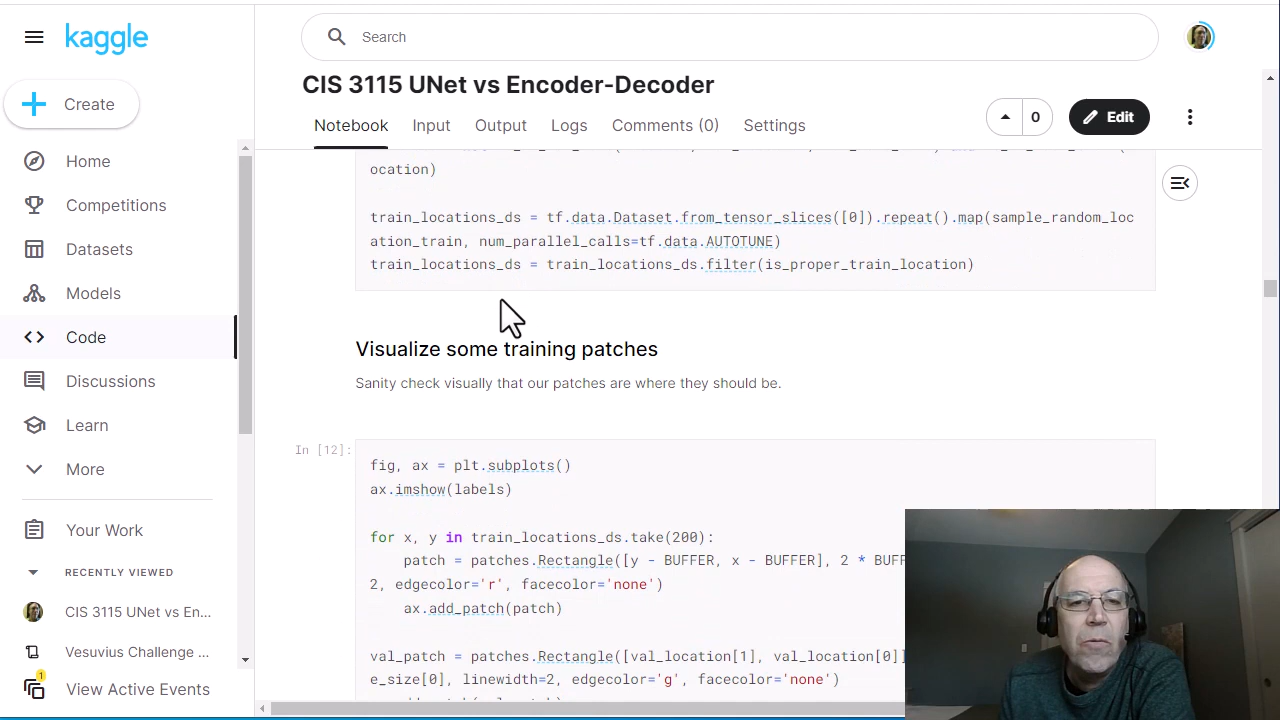 kaggle
Search
CIS 3115 UNet vs Encoder-Decoder
Create
0
Edit
Notebook Input Output Logs Comments (0) Settings
Home
Competitions
Datasets
Models
Code
Discussions
Learn
More
Your Work
RECENTLY VIEWED
CIS 3115 UNet vs En...
Vesuvius Challenge ...
1
View Active Events
ocation)
train_locations_ds = tf.data.Dataset.from_tensor_slices([0]).repeat().map(sample_random_loc
ation_train, num_parallel_calls=tf.data.AUTOTUNE)
train_locations_ds = train_locations_ds.filter(is_proper_train_location)
Visualize some training patches
Sanity check visually that our patches are where they should be.
In [12]:
fig, ax = plt.subplots()
ax.imshow(labels)
for x, y in train_locations_ds.take(200):
patch = patches.Rectangle([y - BUFFER, x - BUFFER], 2 * BUFF
2, edgecolor='r', facecolor='none')
ax.add_patch(patch)
val_patch = patches.Rectangle([val_location[1], val_location[0]]
e_size[0], linewidth=2, edgecolor='g', facecolor='none')